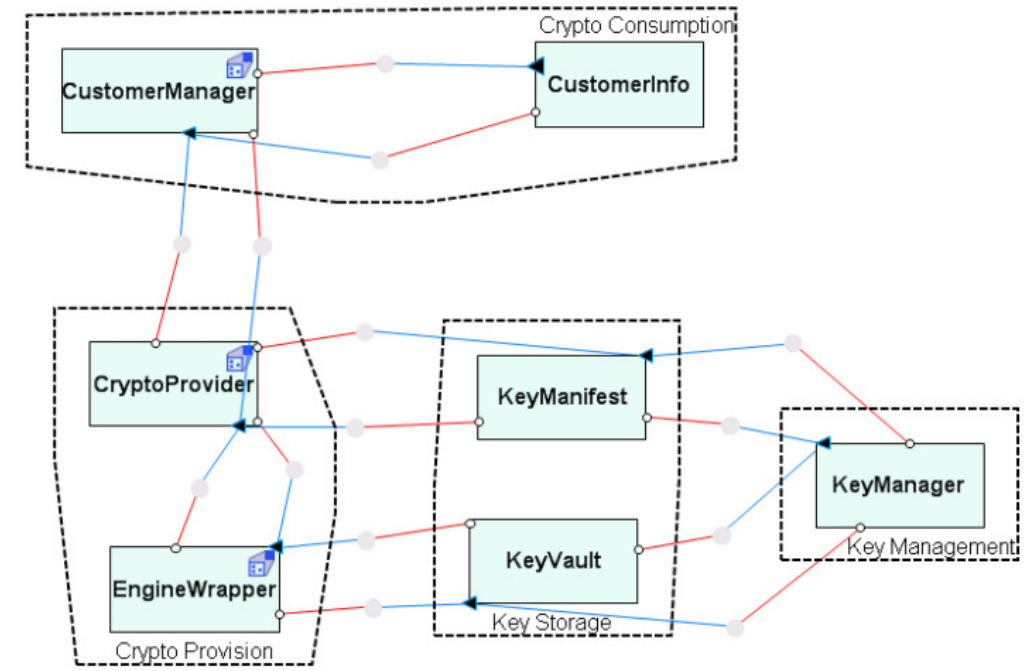 Crypto Consumption
CustomerManager
CustomerInfo
CryptoProvider
KeyManifest
KeyManager
Key Management
EngineWrapper
KeyVault
Key Storage
Crypto Provision